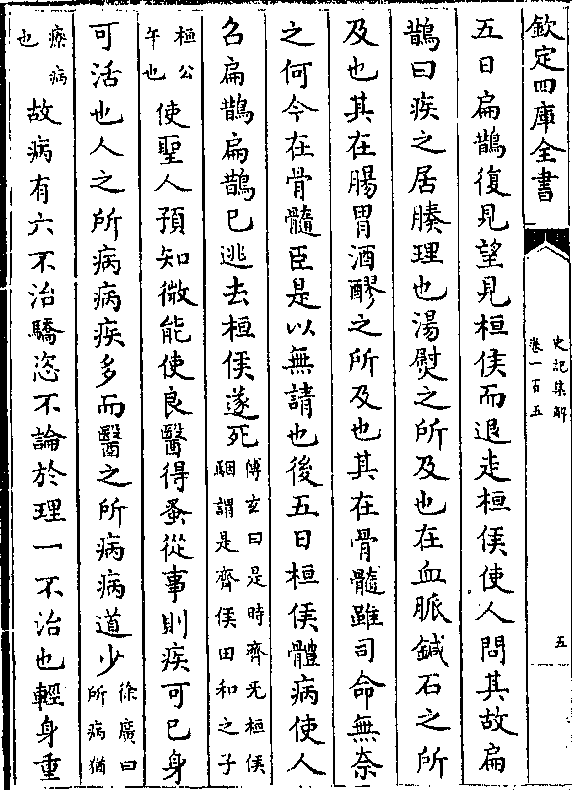 欽定四庫全書
史記集解
卷一百五
五
五日扁鵲復見望見桓侯而退走桓侯使人問其故扁
鵲曰疾之居腠理也湯熨之所及也在血脈鍼石之所
及也其在腸胃酒醪之所及也其在骨髓雖司命無奈
之何今在骨髓臣是以無請也後五日桓侯體病使人
召扁鵲扁鵲已逃去桓侯遂死
傅玄曰是時齊无桓侯
駰謂是齊侯田和之子
桓公
午也
使聖人預知微能使良醫得蚤從事則疾可已身
可活也人之所病病疾多而醫之所病病道少
徐廣曰
所病猶
療病
也
故病有六不治驕恣不論於理一不治也輕身重